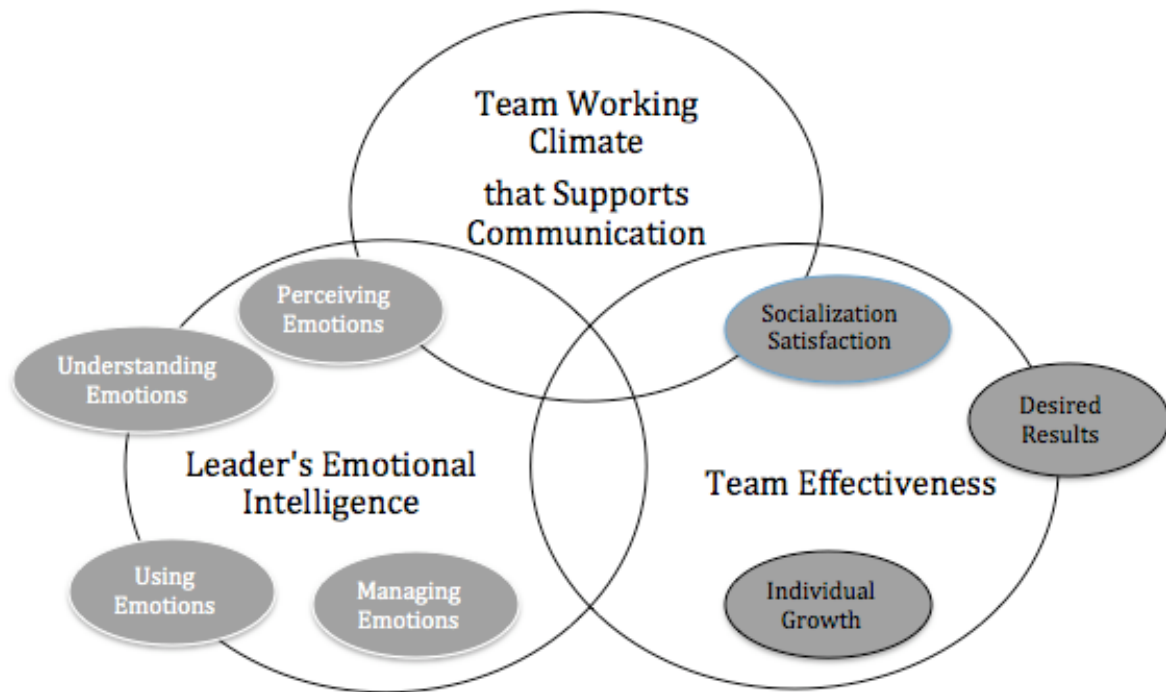 Team Working
Climate
that Supports
Communication
Perceiving
Emotions
Socialization
Satisfaction
Understanding
Emotions
Desired
Results
Leader's Emotional
Intelligence
Team Effectiveness
Using
Emotions
Managing
Emotions
Individual
Growth